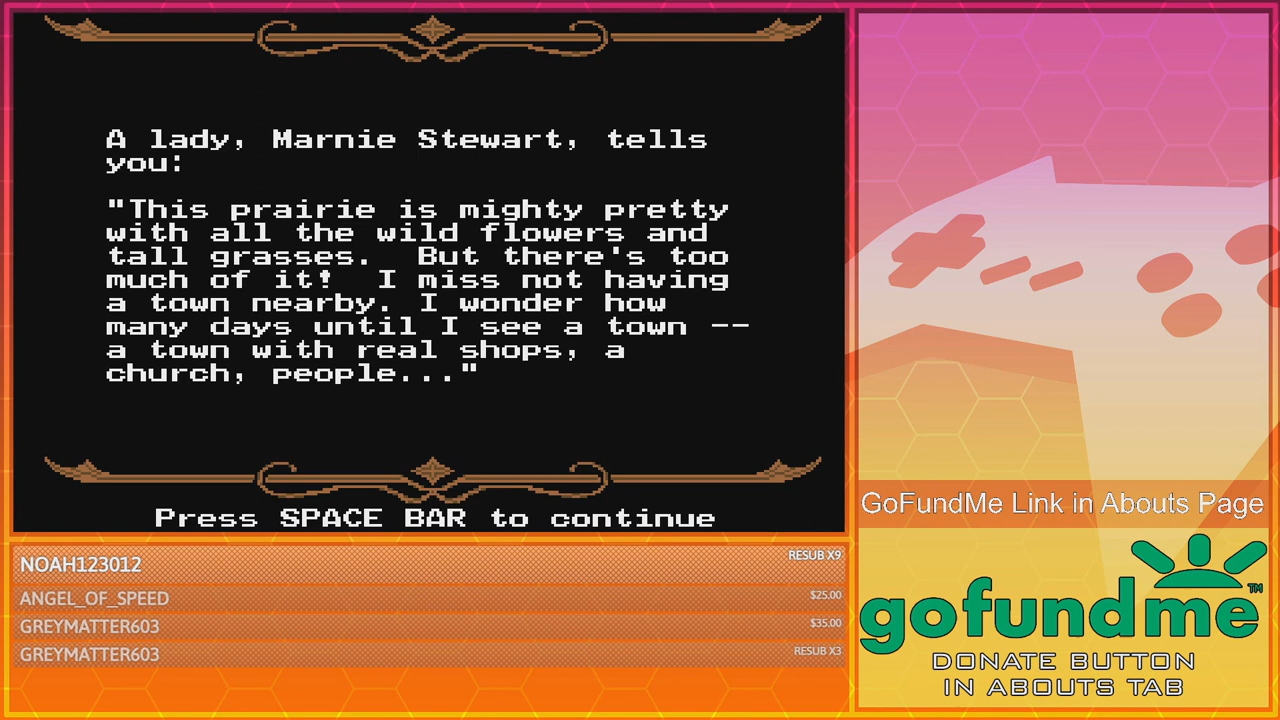 A lady, Marnie Stewart, tells
you:
"This prairie is mighty pretty
with all the wild flowers and
tall grasses.  But there's too
much of it!  I miss not having
a town nearby. I wonder how
many days until I see a town --
a town with real shops, a
church, people..."
Press SPACE BAR to continue
NOAH123012 RESUB X9
ANGEL_OF_SPEED $25.00
GREYMATTER603 $35.00
GREYMATTER603 RESUB X3
GoFundMe Link in Abouts Page
gofundme™
DONATE BUTTON
IN ABOUTS TAB